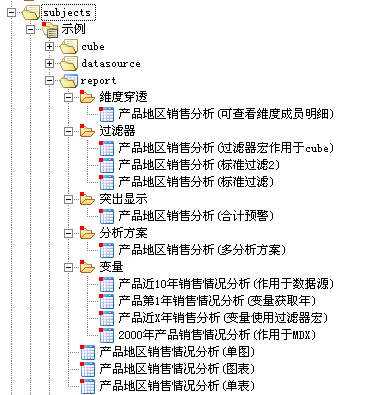 subjects
示例
cube
datasource
report
维度穿透
产品地区销售分析(可查看维度成员明细)
过滤器
产品地区销售分析(过滤器宏作用于cube)
产品地区销售分析(标准过滤2)
产品地区销售分析(标准过滤)
突出显示
产品地区销售分析(合计预警)
分析方案
产品地区销售分析(多分析方案)
变量
产品近10年销售情况分析(作用于数据源)
产品第1年销售情况分析(变量获取年)
产品近X年销售情况分析(变量使用过滤器宏)
2000年产品销售情况分析(作用于MDX)
产品地区销售情况分析(单图)
产品地区销售情况分析(图表)
产品地区销售情况分析(单表)